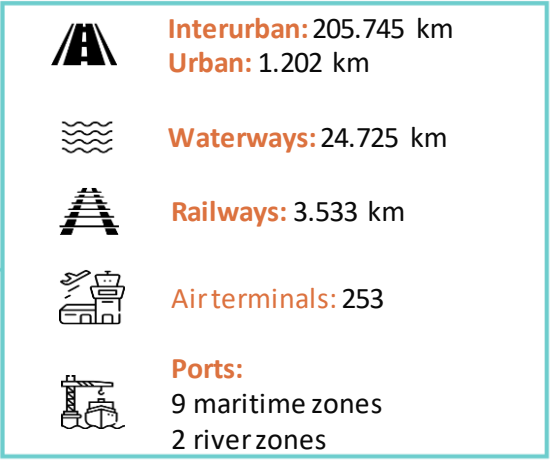 Interurban: 205.745 km
Urban: 1.202 km
Waterways: 24.725 km
Railways: 3.533 km
Air terminals: 253
Ports:
9 maritime zones
2 river zones